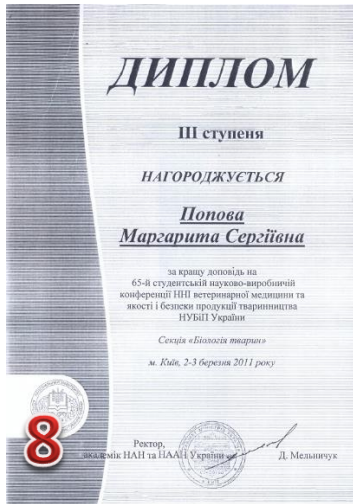 ДИПЛОМ
III ступеня
НАГОРОДЖУЄТЬСЯ
Попова
Маргарита Сергіївна
за кращу доповідь на
65-й студентській науково-виробничій
конференції ННІ ветеринарної медицини та
якості і безпеки продукції тваринництва
НУБіП України
Секція «Біологія тварин»
м. Київ, 2-3 березня 2011 року
8
Ректор,
академік НАН та НААН України
Д. Мельничук